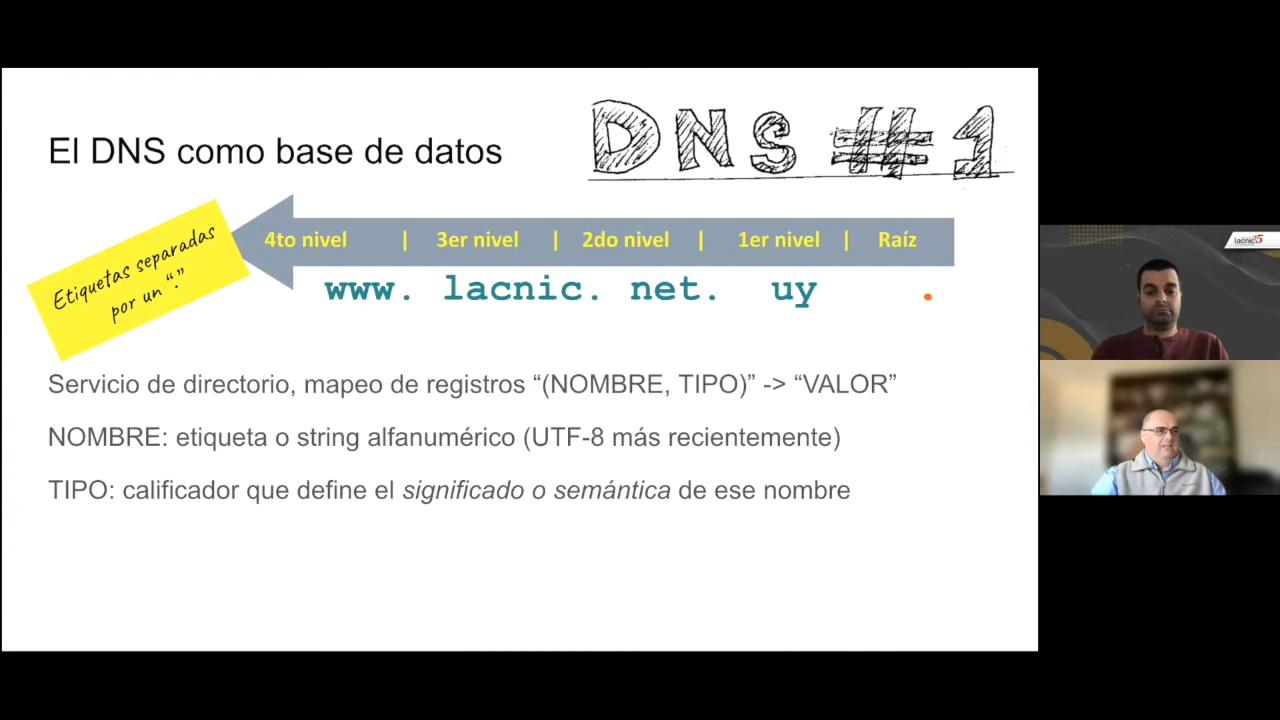 DNS #1
El DNS como base de datos
Etiquetas separadas
por un “.”
4to nivel | 3er nivel | 2do nivel | 1er nivel | Raíz
www. lacnic. net. uy .
Servicio de directorio, mapeo de registros “(NOMBRE, TIPO)” -> “VALOR”
NOMBRE: etiqueta o string alfanumérico (UTF-8 más recientemente)
TIPO: calificador que define el significado o semántica de ese nombre
lacnic